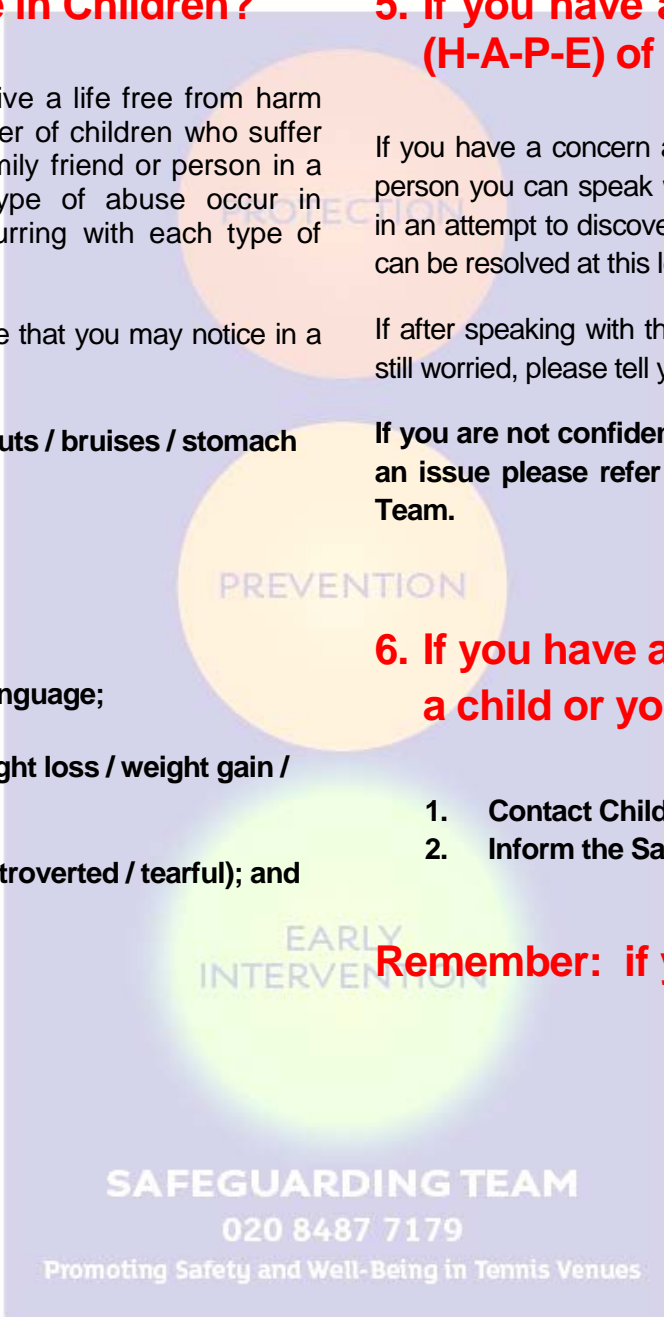 e in Children?
ive a life free from harm
er of children who suffer
mily friend or person in a
ype of abuse occur in
urring with each type of
e that you may notice in a
uts / bruises / stomach
nguage;
ght loss / weight gain /
troverted / tearful); and
5. If you have a
(H-A-P-E) of
If you have a concern a
person you can speak w
in an attempt to discove
can be resolved at this l
If after speaking with th
still worried, please tell y
If you are not confiden
an issue please refer
Team.
6. If you have a
a child or yo
1. Contact Child
2. Inform the Sa
Remember: if y
PROTECTION
PREVENTION
EARLY
INTERVENTION
SAFEGUARDING TEAM
020 8487 7179
Promoting Safety and Well-Being in Tennis Venues